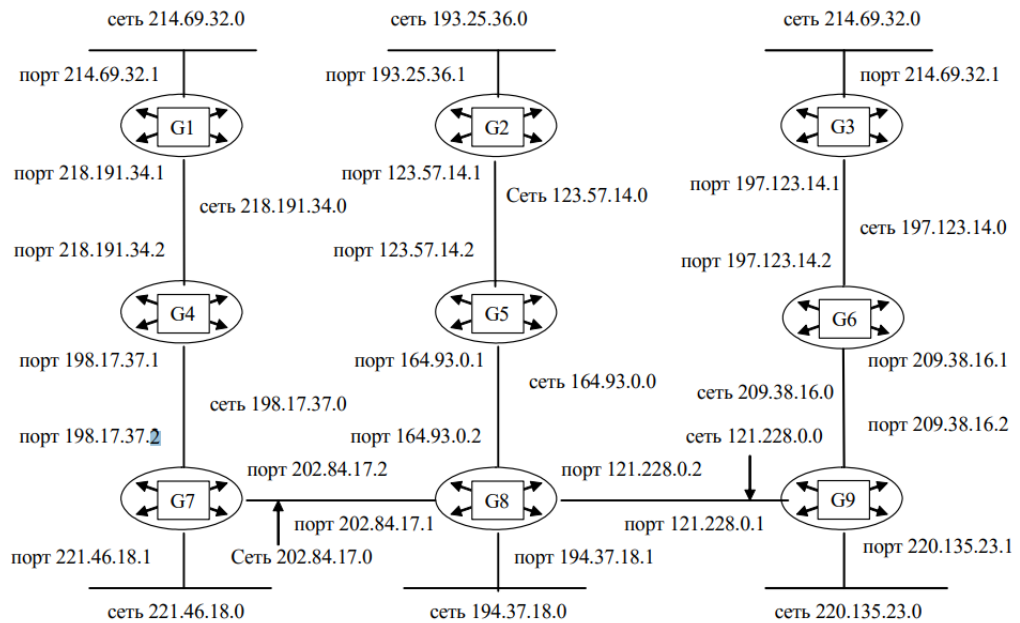 сеть 214.69.32.0
сеть 193.25.36.0
сеть 214.69.32.0
порт 214.69.32.1
порт 193.25.36.1
порт 214.69.32.1
G1
G2
G3
порт 218.191.34.1
порт 123.57.14.1
порт 197.123.14.1
сеть 218.191.34.0
Сеть 123.57.14.0
сеть 197.123.14.0
порт 218.191.34.2
порт 123.57.14.2
порт 197.123.14.2
G4
G5
G6
порт 198.17.37.1
порт 164.93.0.1
порт 209.38.16.1
сеть 198.17.37.0
сеть 164.93.0.0
сеть 209.38.16.0
порт 198.17.37.2
порт 164.93.0.2
сеть 121.228.0.0
порт 209.38.16.2
порт 202.84.17.2
порт 121.228.0.2
G7
G8
G9
порт 202.84.17.1
порт 121.228.0.1
порт 221.46.18.1
Сеть 202.84.17.0
порт 194.37.18.1
порт 220.135.23.1
сеть 221.46.18.0
сеть 194.37.18.0
сеть 220.135.23.0